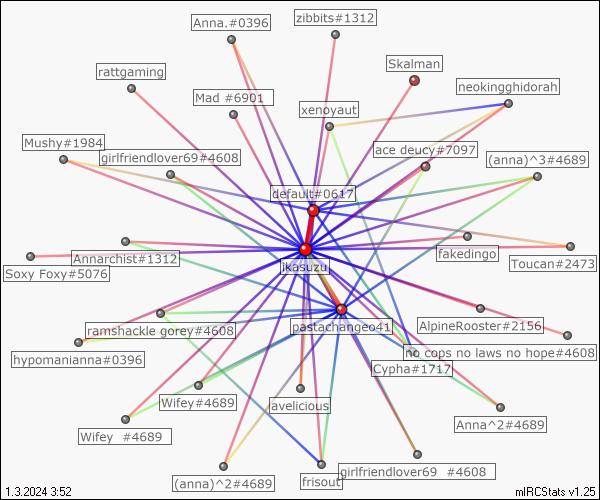 zibbits#1312
Anna.#0396
Skalman
rattgaming
neokingghidorah
Mad #6901
xenoyaut
Mushy#1984
ace deucy#7097
girlfriendlover69#4608
(anna)^3#4689
default#0617
fakedingo
Annarchist#1312
Toucan#2473
jkasuzu
Soxy Foxy#5076
AlpineRooster#2156
pastachangeo41
ramshackle gorey#4608
no cops no laws no hope#4608
hypomanianna#0396
Cypha#1717
Wifey#4689
lavelicious
Anna^2#4689
Wifey #4689
girlfriendlover69 #4608
(anna)^2#4689
frisout
1.3.2024 3:52
mIRCStats v1.25